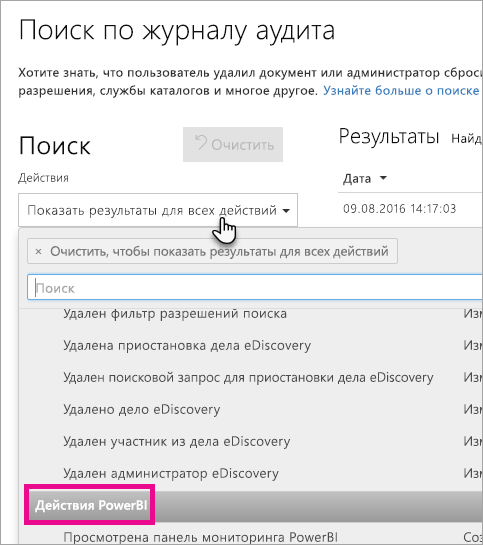 Поиск по журналу аудита
Хотите знать, что пользователь удалил документ или администратор сброси
разрешения, службы каталогов и многое другое. Узнайте больше о поиске
Поиск
Очистить
Результаты Найд
Действия
Дата
Показать результаты для всех действий
09.08.2016 14:17:03
× Очистить, чтобы показать результаты для всех действий
Поиск
Удален фильтр разрешений поиска Изм
Удалена приостановка дела eDiscovery Изм
Удален поисковой запрос для приостановки дела eDiscovery Изм
Удалено дело eDiscovery Изм
Удален участник из дела eDiscovery Изм
Удален администратор eDiscovery Изм
Действия PowerBI
Просмотрена панель мониторинга PowerBI Соз